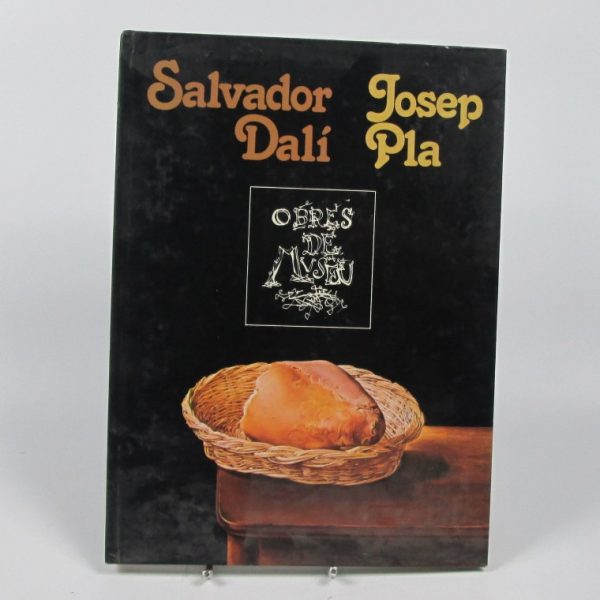 Salvador
Dalí
Josep
Pla
OBRES
DE
MUSEU